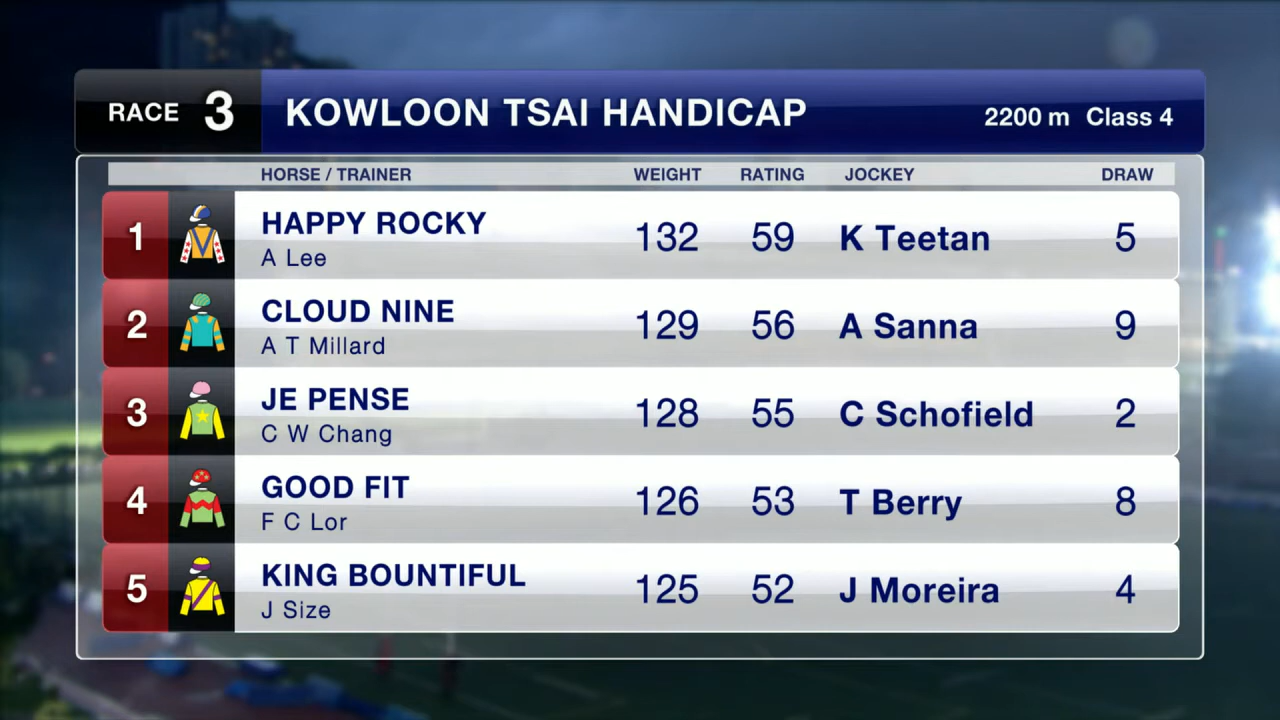 RACE 3 KOWLOON TSAI HANDICAP 2200 m Class 4
HORSE / TRAINER WEIGHT RATING JOCKEY DRAW
1 HAPPY ROCKY 132 59 K Teetan 5
A Lee
2 CLOUD NINE 129 56 A Sanna 9
A T Millard
3 JE PENSE 128 55 C Schofield 2
C W Chang
4 GOOD FIT 126 53 T Berry 8
F C Lor
5 KING BOUNTIFUL 125 52 J Moreira 4
J Size